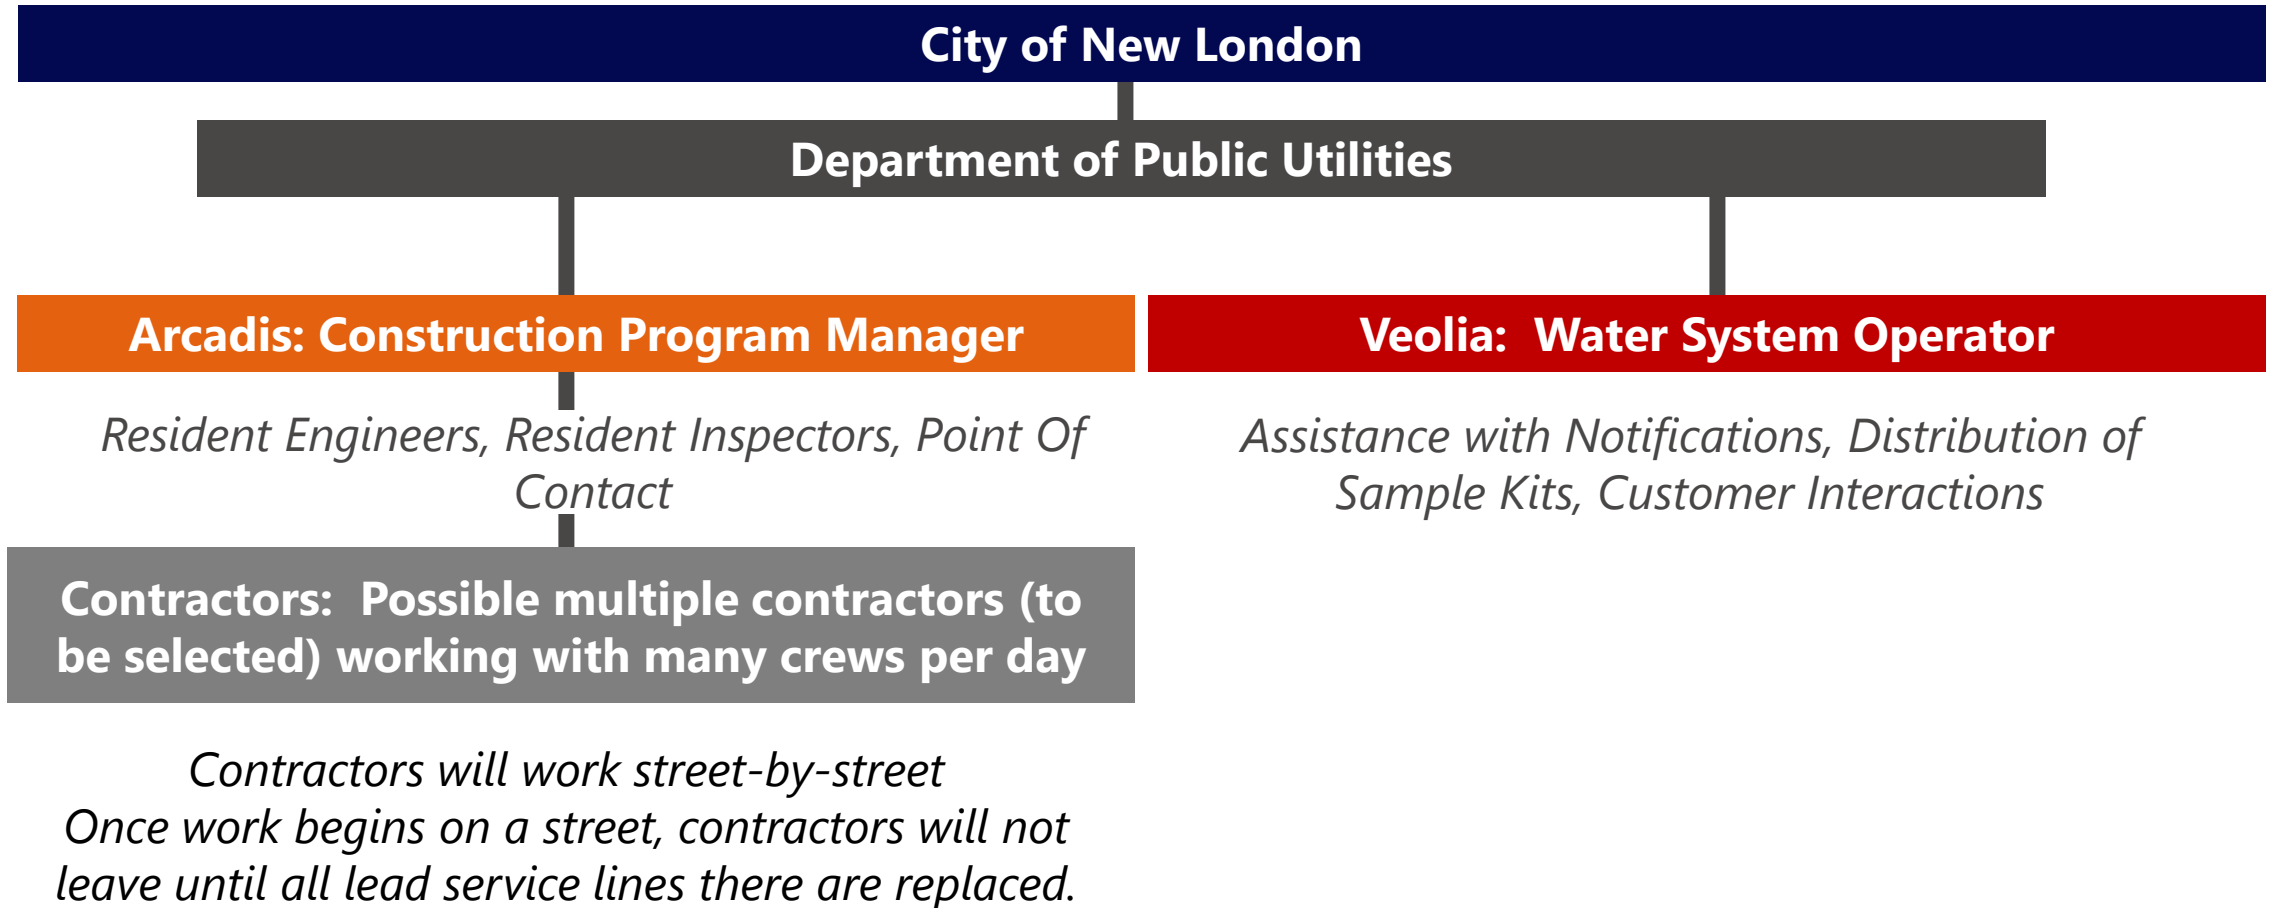 City of New London
Department of Public Utilities
Arcadis: Construction Program Manager
Veolia:  Water System Operator
Resident Engineers, Resident Inspectors, Point Of
Contact
Assistance with Notifications, Distribution of
Sample Kits, Customer Interactions
Contractors:  Possible multiple contractors (to
be selected) working with many crews per day
Contractors will work street-by-street
Once work begins on a street, contractors will not
leave until all lead service lines there are replaced.